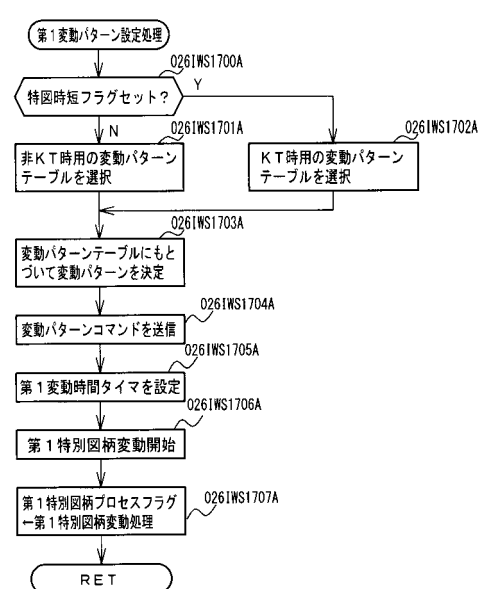 第1変動パターン設定処理
026IWS1700A
特図時短フラグセット?
Y
N
026IWS1701A
非KT時用の変動パターン
テーブルを選択
026IWS1702A
KT時用の変動パターン
テーブルを選択
026IWS1703A
変動パターンテーブルにもと
づいて変動パターンを決定
026IWS1704A
変動パターンコマンドを送信
026IWS1705A
第1変動時間タイマを設定
026IWS1706A
第1特別図柄変動開始
026IWS1707A
第1特別図柄プロセスフラグ
←第1特別図柄変動処理
RET